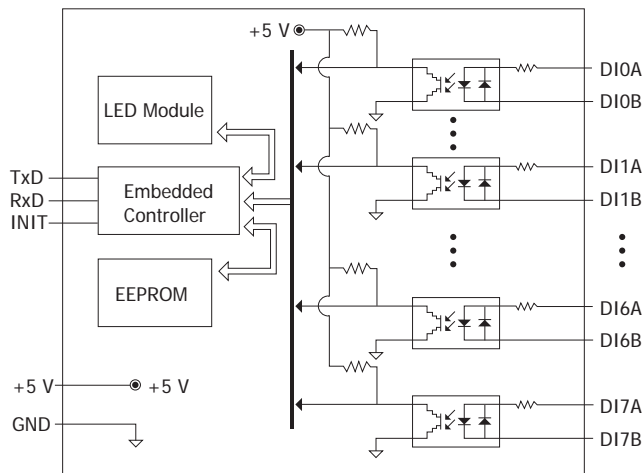 +5 V
LED Module
TxD
RxD
INIT
Embedded
Controller
EEPROM
+5 V
+5 V
GND
DI0A
DI0B
DI1A
DI1B
DI6A
DI6B
DI7A
DI7B